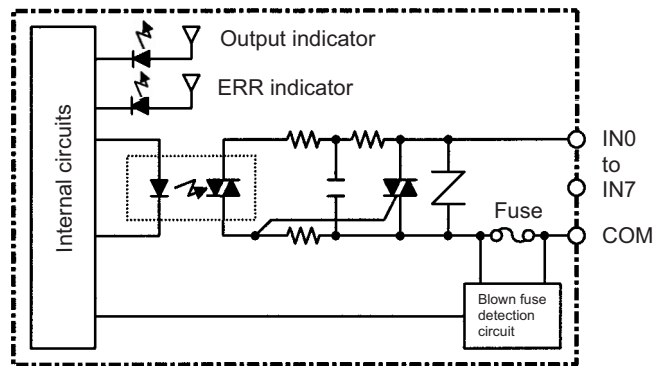 Output indicator
ERR indicator
Internal circuits
IN0
to
IN7
Fuse
COM
Blown fuse
detection
circuit